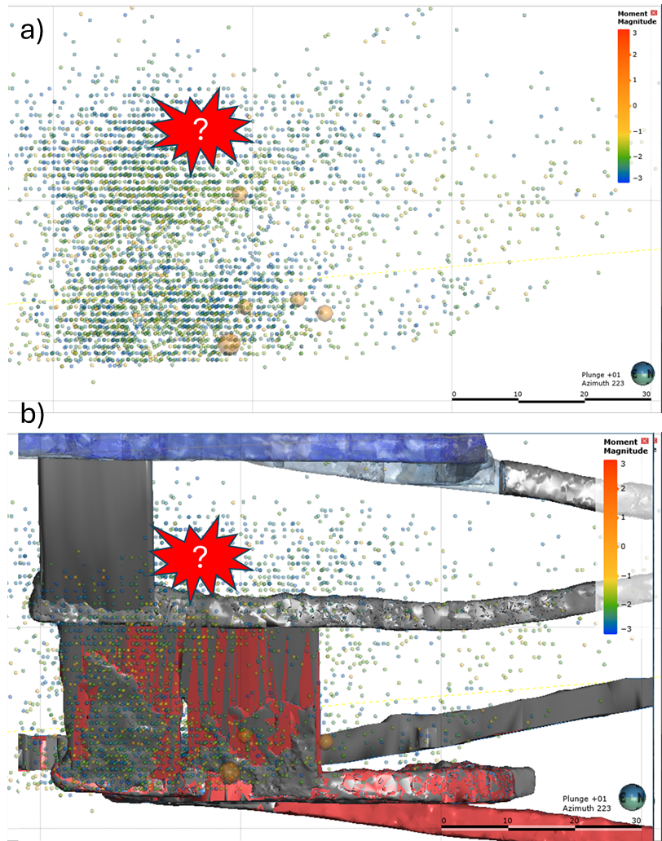 a)
Moment
Magnitude
3
2
1
0
−1
−2
−3
?
Plunge +01
Azimuth 223
0 10 20 30
b)
Moment
Magnitude
3
2
1
0
−1
−2
−3
?
Plunge +01
Azimuth 223
0 10 20 30